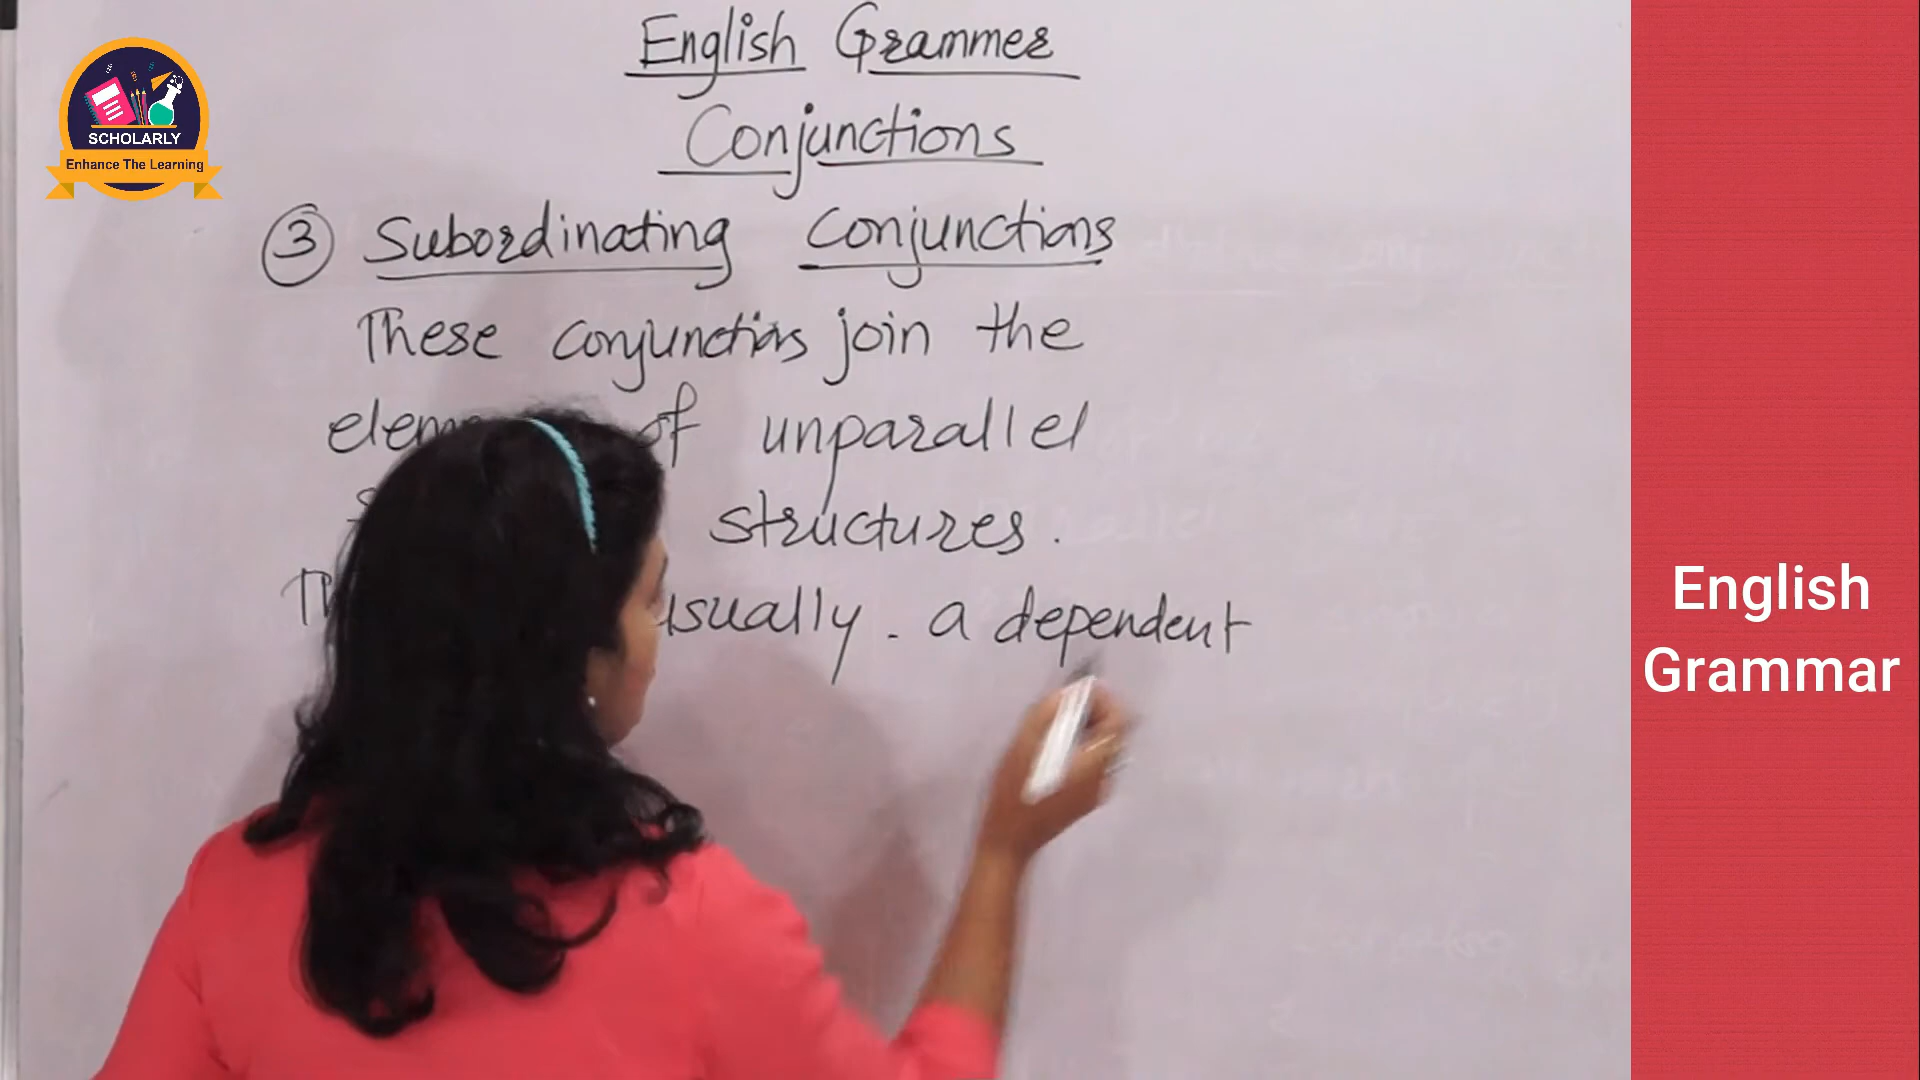 SCHOLARLY
Enhance The Learning
English Grammer
Conjunctions
3 Subordinating Conjunctions
These conjunctions join the
of unparallel
structures.
usually - a dependent
English
Grammar